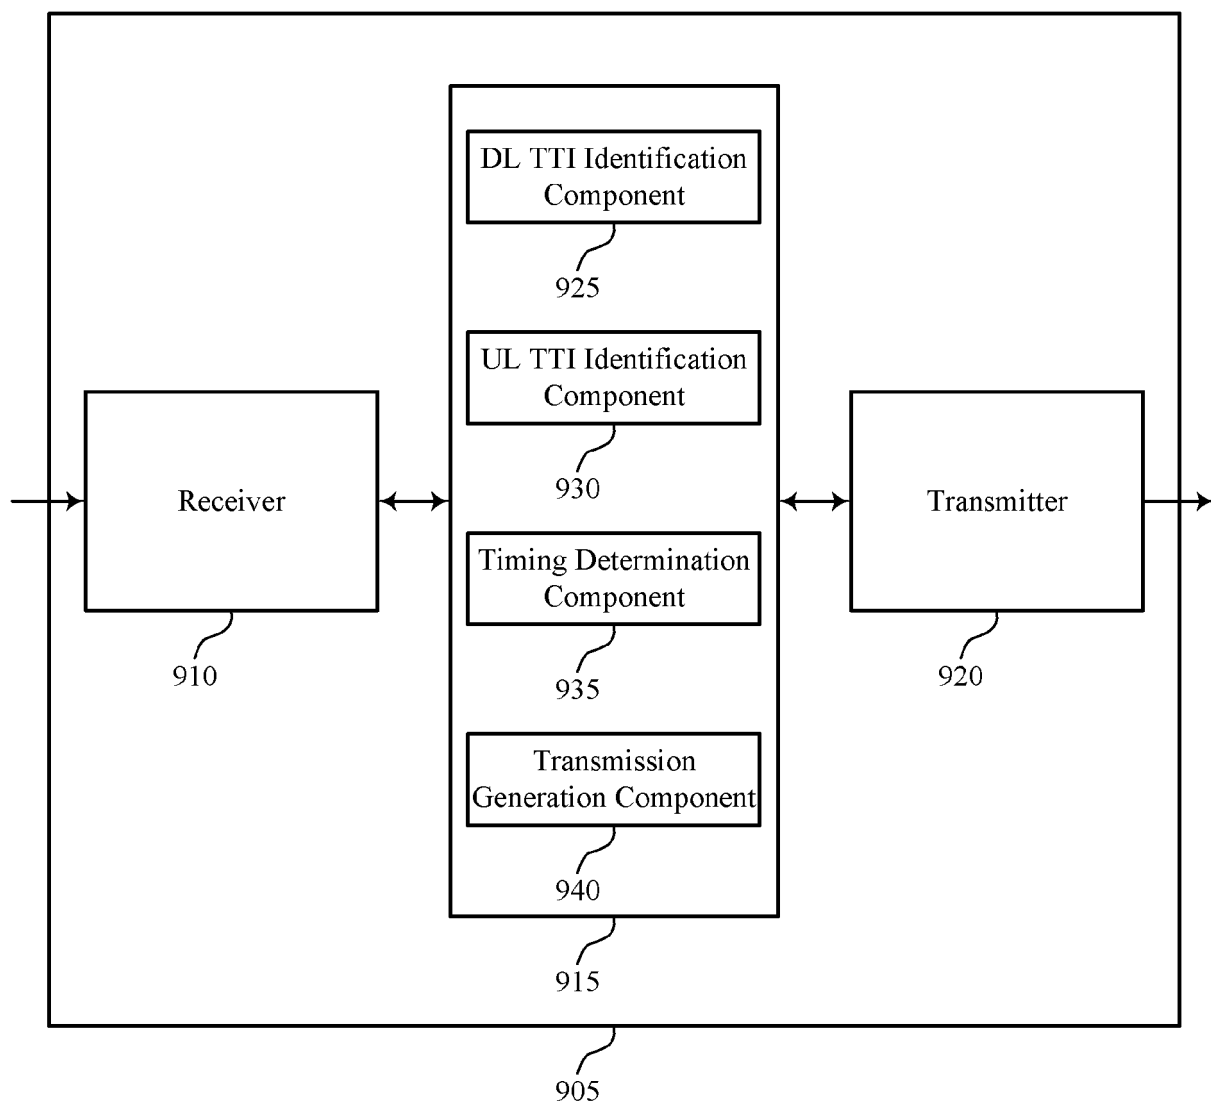 DL TTI Identification
Component
925
UL TTI Identification
Component
930
Receiver
910
Timing Determination
Component
935
Transmitter
920
Transmission
Generation Component
940
915
905